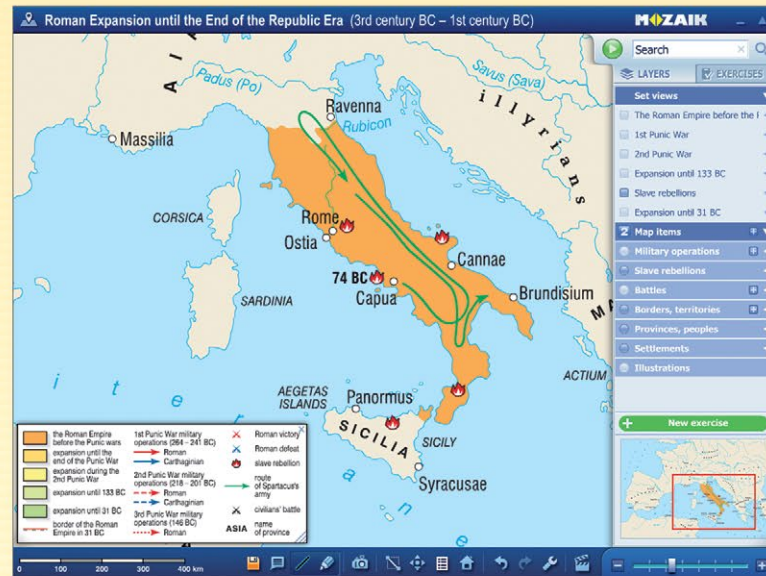 Roman Expansion until the End of the Republic Era (3rd century BC – 1st century BC)
MOZAIK
Search
LAYERS
EXERCISES
Set views
The Roman Empire before the
1st Punic War
2nd Punic War
Expansion until 133 BC
Slave rebellions
Expansion until 31 BC
Map items
Military operations
Slave rebellions
Battles
Borders, territories
Provinces, peoples
Settlements
Illustrations
New exercise
Padus (Po)
Savus (Sava)
Illyrians
Ravenna
Rubicon
Massilia
CORSICA
Rome
Ostia
Cannae
74 BC
Capua
Brundisium
SARDINIA
ACTIUM
AEGETAS
ISLANDS
Panormus
SICILIA
SICILY
Syracusae
the Roman Empire
before the Punic wars
expansion until the
end of the Punic War
expansion during the
2nd Punic War
expansion until 133 BC
expansion until 31 BC
border of the Roman
Empire in 31 BC
1st Punic War military
operations (264 – 241 BC)
Roman
Carthaginian
2nd Punic War military
operations (218 – 201 BC)
Roman
Carthaginian
3rd Punic War military
operations (146 BC)
Roman
Roman victory
Roman defeat
slave rebellion
route
of Spartacus's
army
civilians' battle
ASIA
name
of province
0 100 200 300 400 km